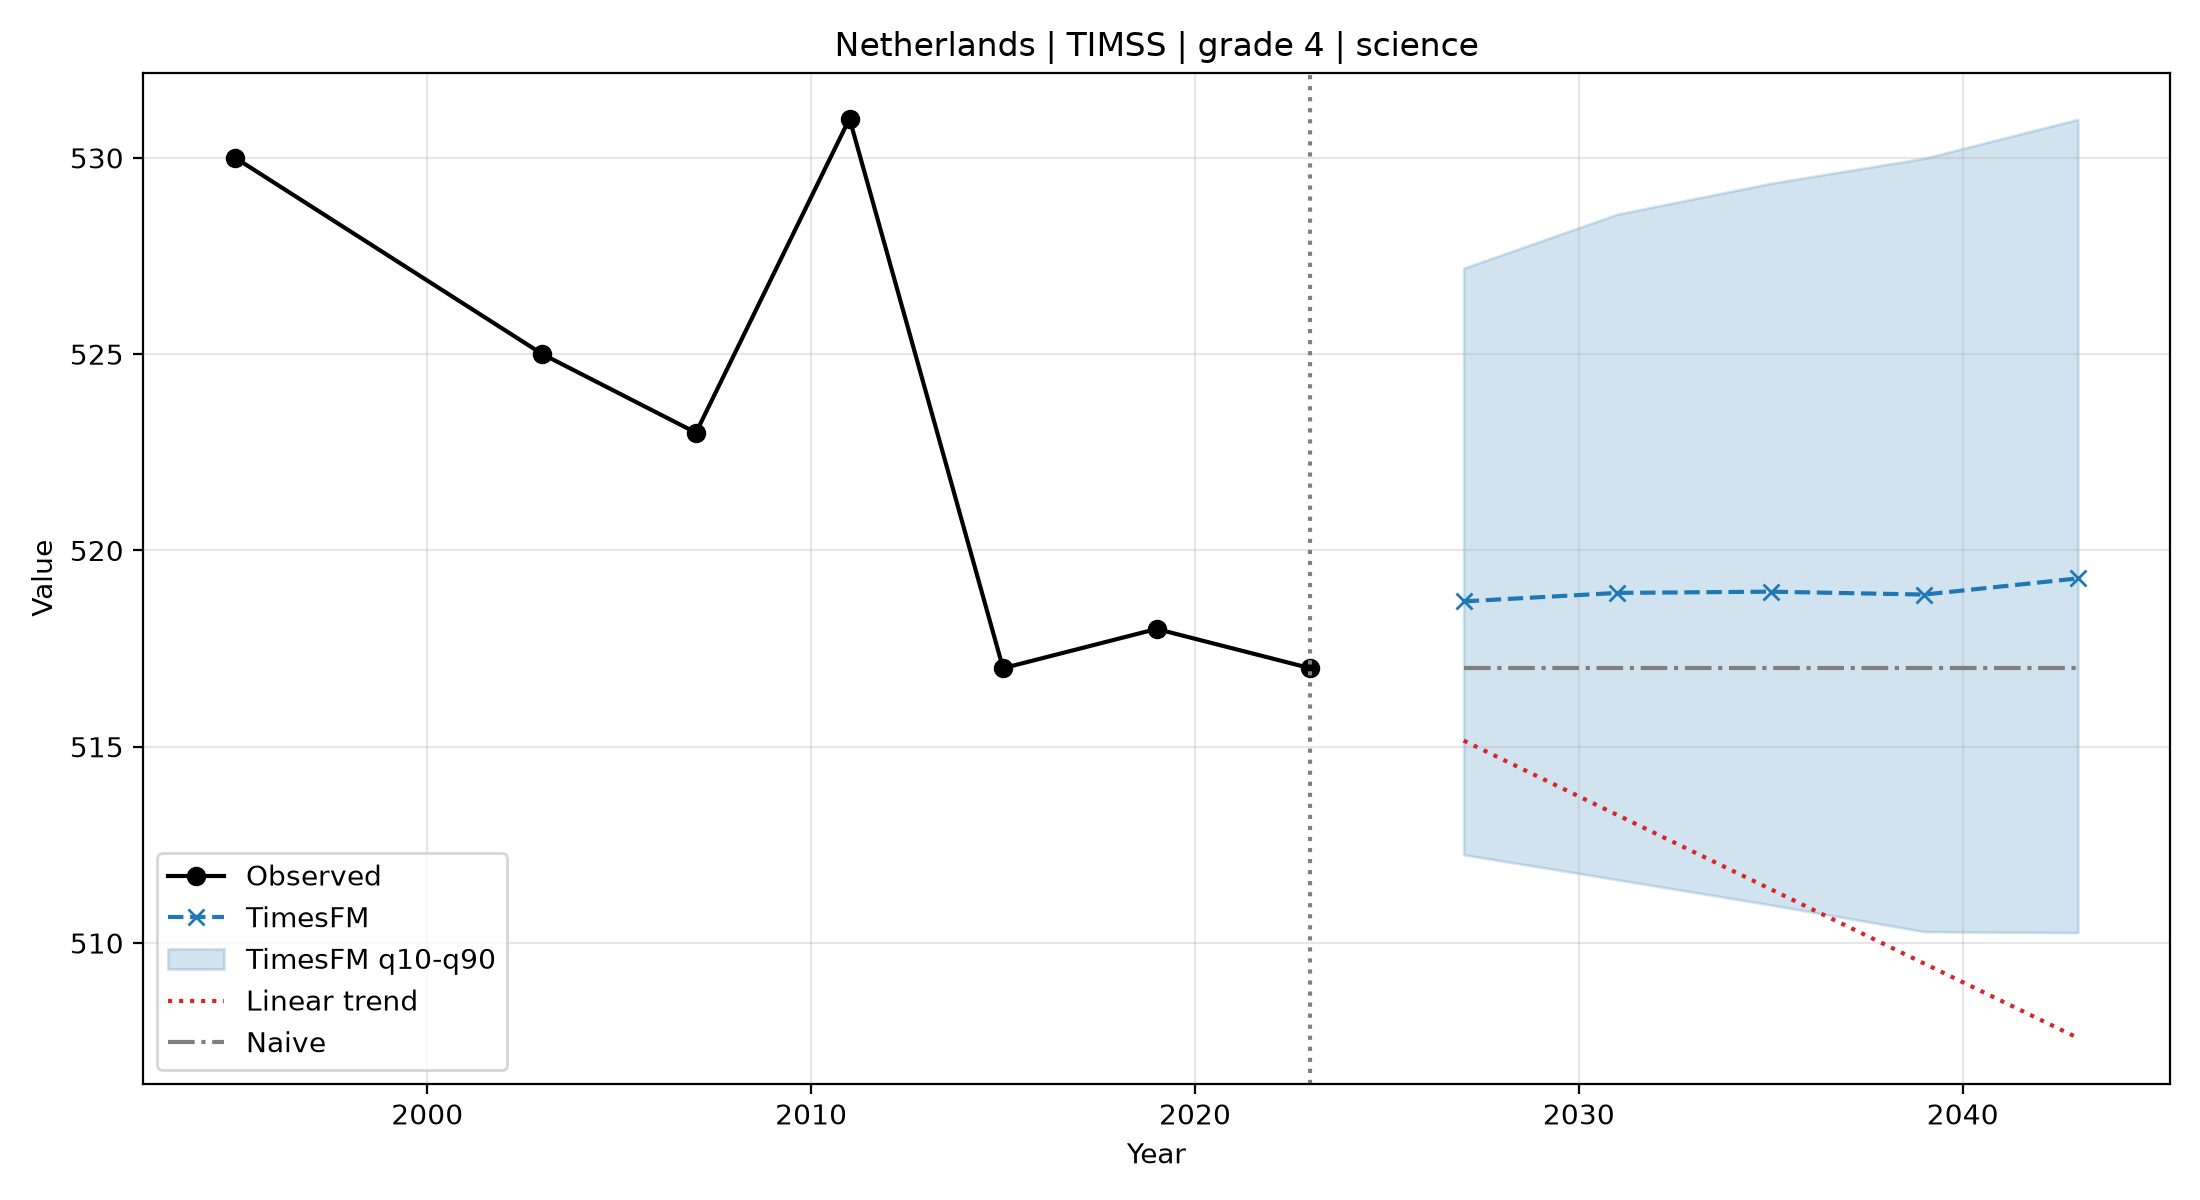 Netherlands | TIMSS | grade 4 | science
530
525
520
515
510
Value
Observed
TimesFM
TimesFM q10-q90
Linear trend
Naive
2000
2010
2020
2030
2040
Year